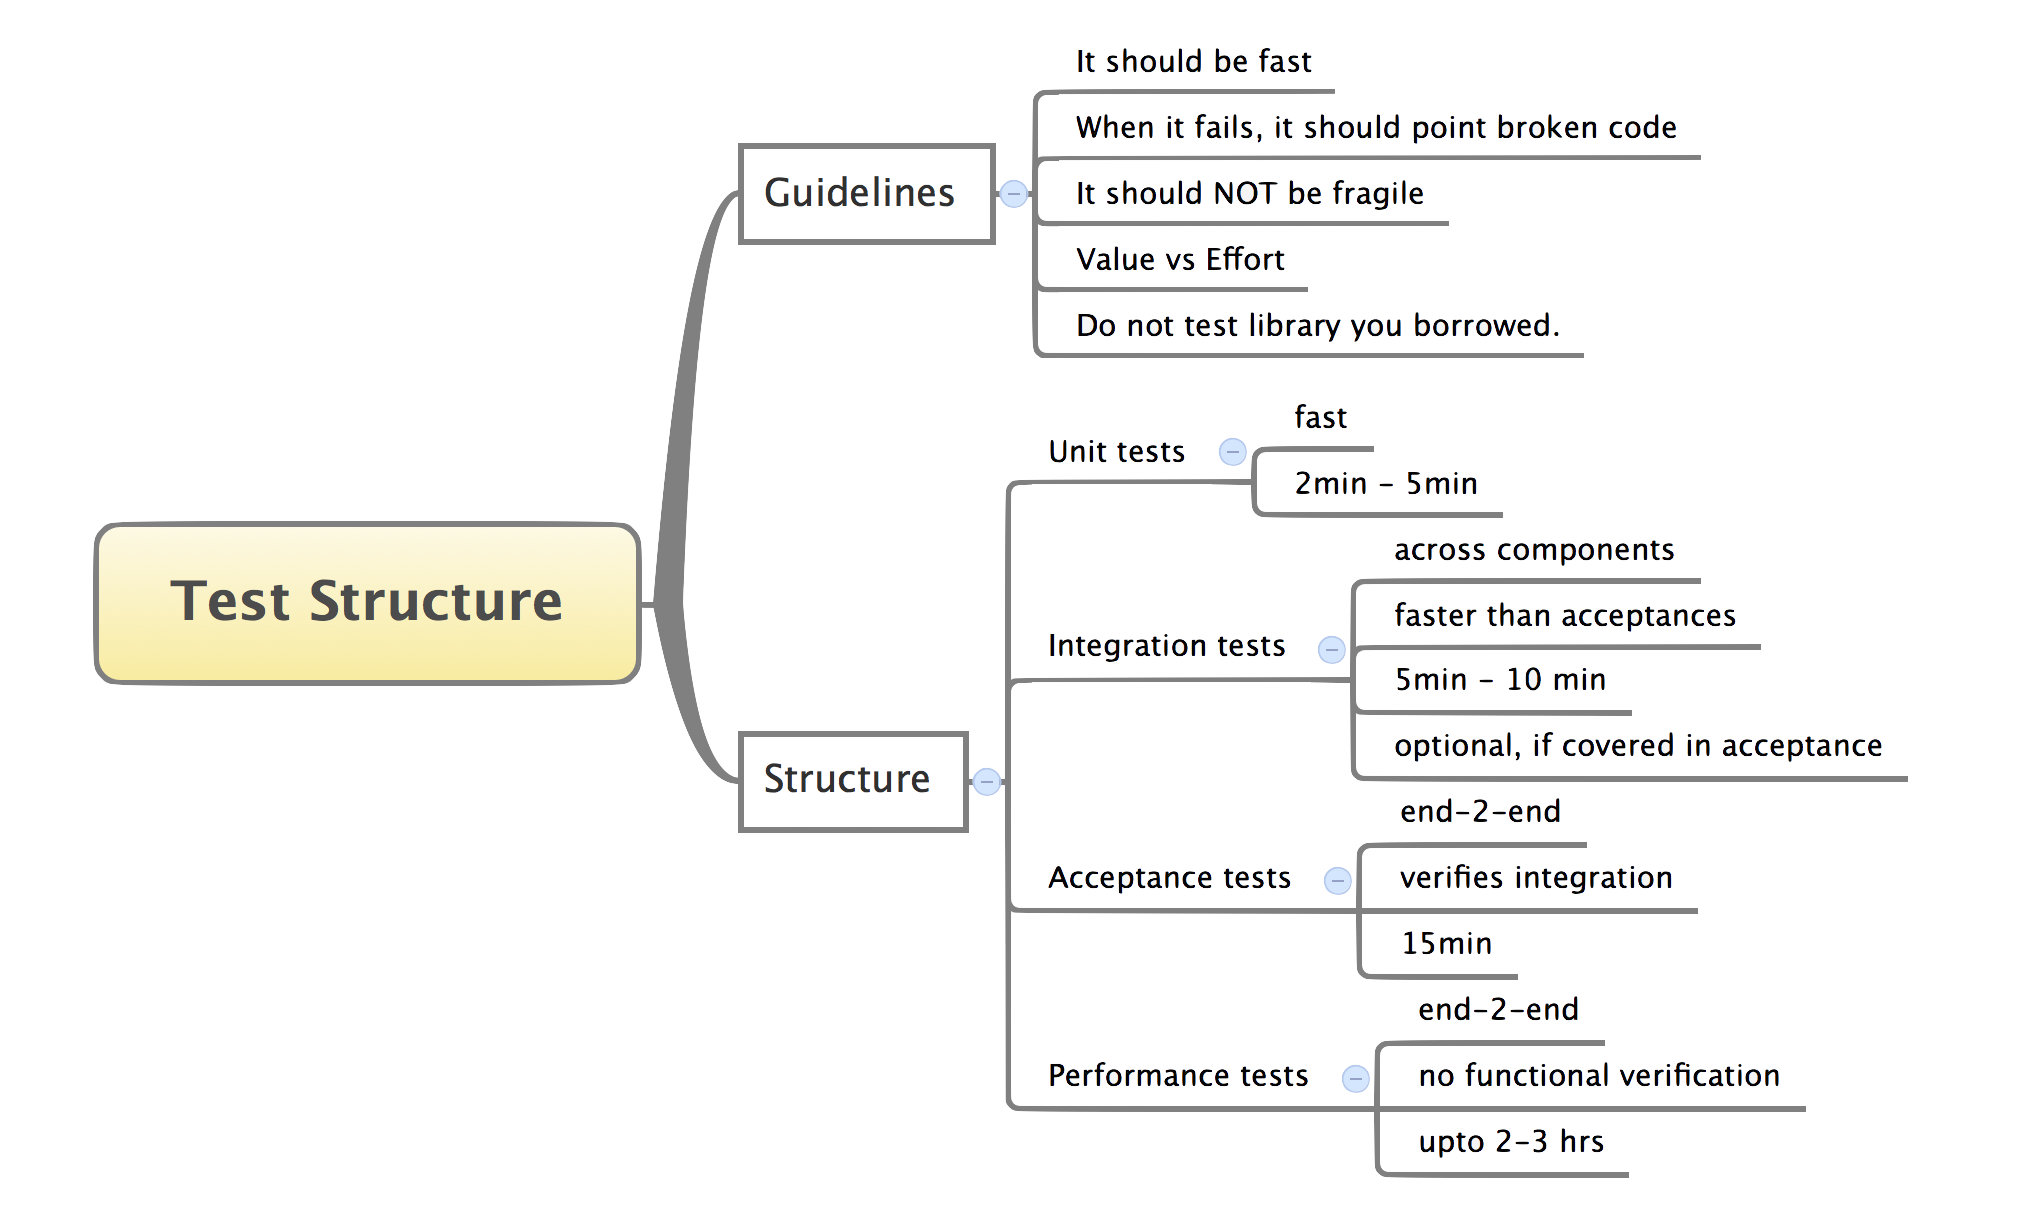 It should be fast
When it fails, it should point broken code
Guidelines
It should NOT be fragile
Value vs Effort
Do not test library you borrowed.
fast
Unit tests
2min - 5min
across components
faster than acceptances
Integration tests
5min - 10 min
optional, if covered in acceptance
Test Structure
Structure
end-2-end
Acceptance tests
verifies integration
15min
end-2-end
Performance tests
no functional verification
upto 2-3 hrs